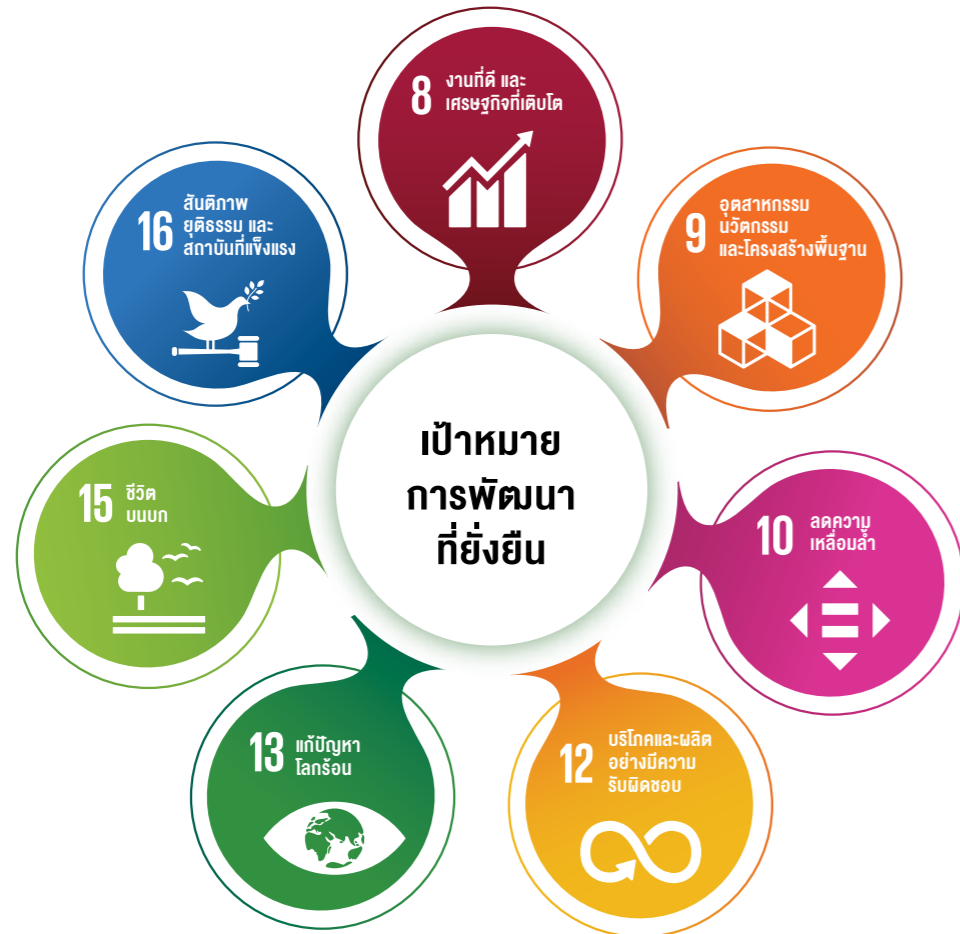 8
งานที่ดี และ
เศรษฐกิจที่เติบโต
9
อุตสาหกรรม
นวัตกรรม
และโครงสร้างพื้นฐาน
10
ลดความ
เหลื่อมล้ำ
12
บริโภคและผลิต
อย่างมีความ
รับผิดชอบ
13
แก้ปัญหา
โลกร้อน
15
ชีวิต
บนบก
16
สันติภาพ
ยุติธรรม และ
สถาบันที่แข็งแรง
เป้าหมาย
การพัฒนา
ที่ยั่งยืน